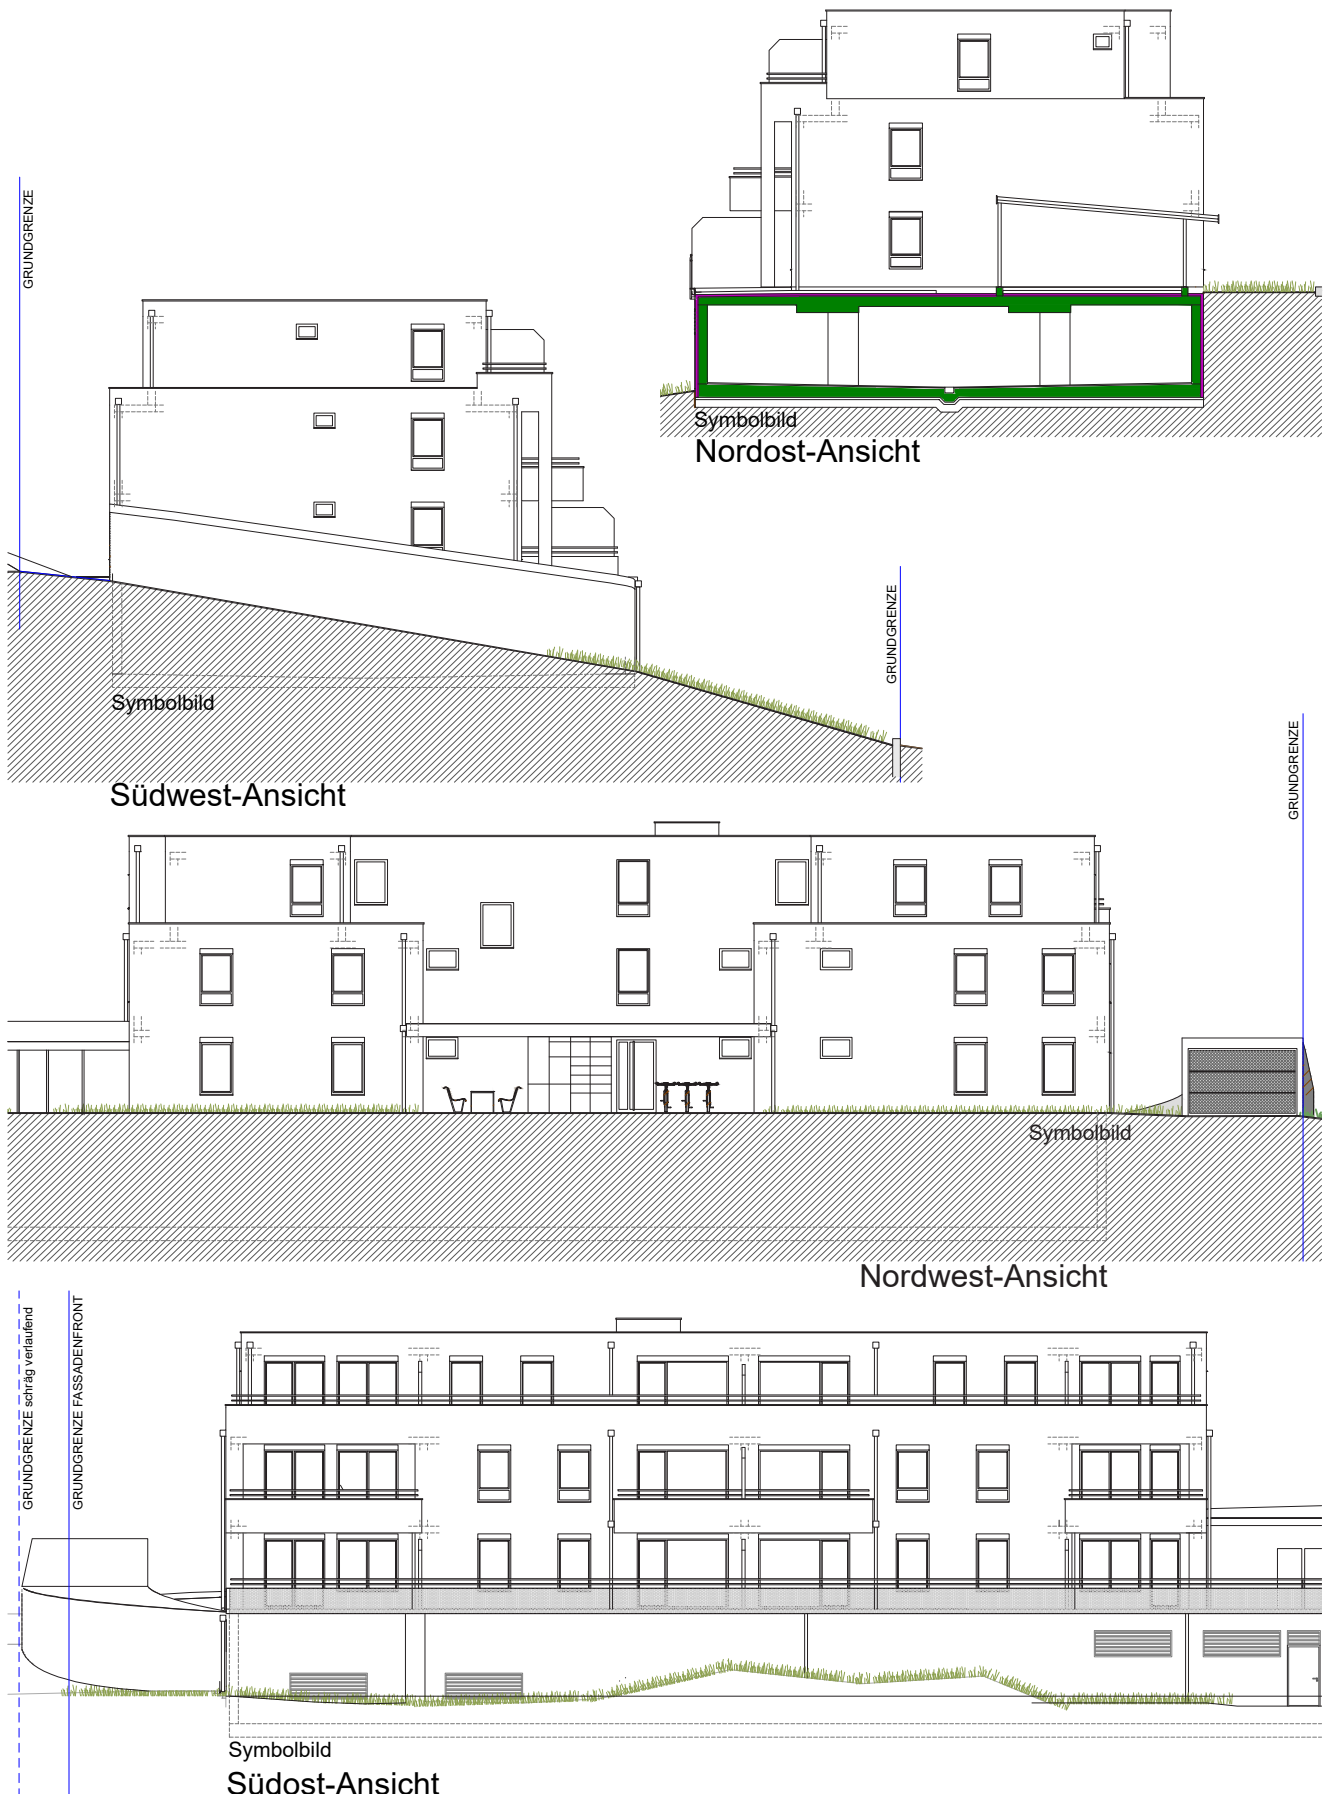 GRUNDGRENZE
Symbolbild
Nordost-Ansicht
GRUNDGRENZE
Symbolbild
Südwest-Ansicht
GRUNDGRENZE
Symbolbild
Nordwest-Ansicht
GRUNDGRENZE schräg verlaufend
GRUNDGRENZE FASSADENFRONT
Symbolbild
Südost-Ansicht